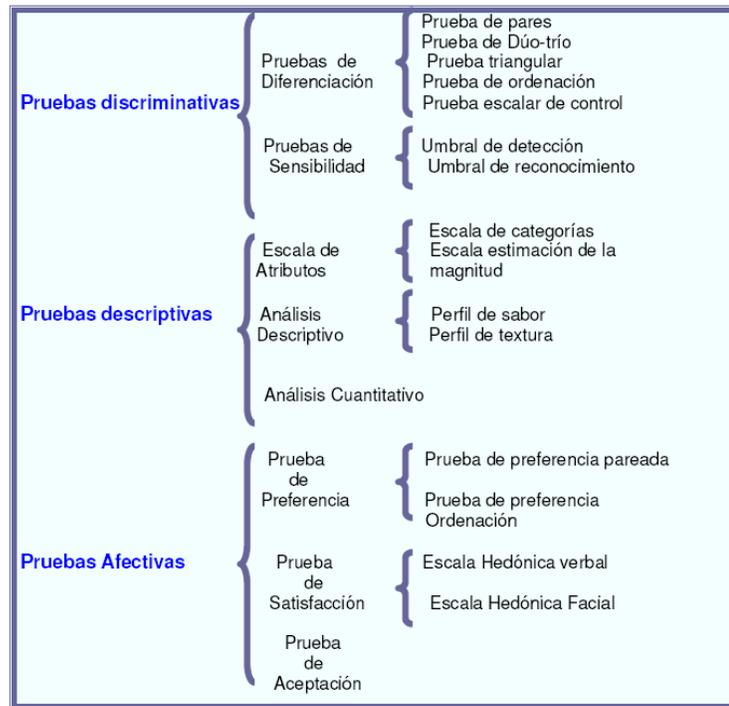 Pruebas discriminativas
Pruebas de
Diferenciación
Prueba de pares
Prueba de Dúo-trío
Prueba triangular
Prueba de ordenación
Prueba escalar de control
Pruebas de
Sensibilidad
Umbral de detección
Umbral de reconocimiento
Pruebas descriptivas
Escala de
Atributos
Escala de categorías
Escala estimación de la
magnitud
Análisis
Descriptivo
Perfil de sabor
Perfil de textura
Análisis Cuantitativo
Pruebas Afectivas
Prueba
de
Preferencia
Prueba de preferencia pareada
Prueba de preferencia
Ordenación
Prueba
de
Satisfacción
Escala Hedónica verbal
Escala Hedónica Facial
Prueba
de
Aceptación